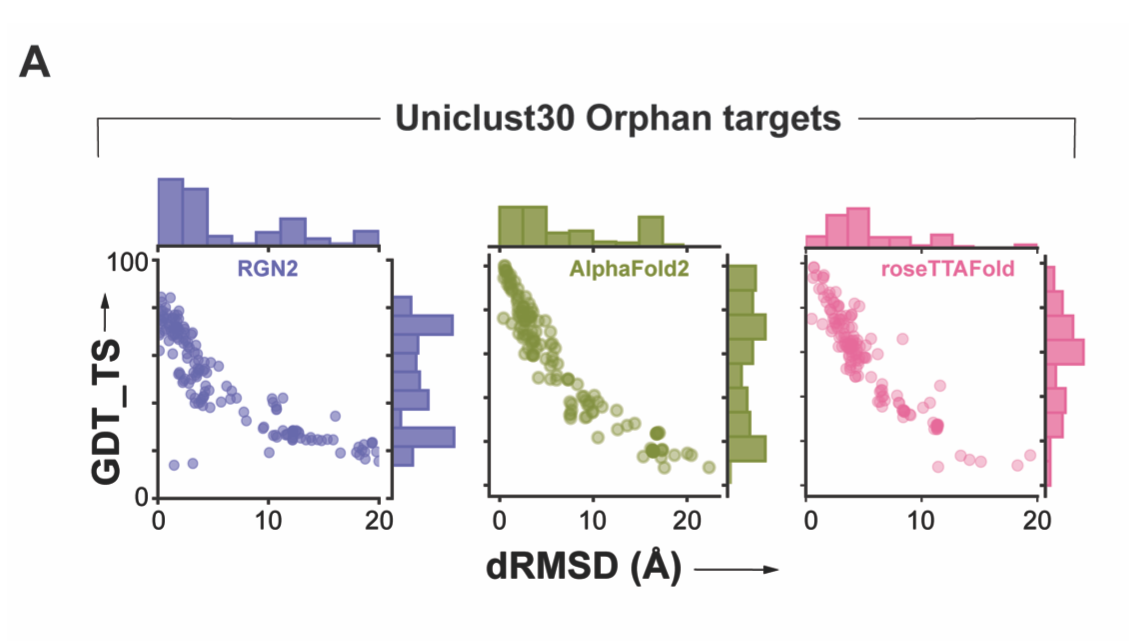 A
Uniclust30 Orphan targets
RGN2
AlphaFold2
roseTTAFold
100
0
GDT_TS
0 10 20
0 10 20
0 10 20
dRMSD (Å)